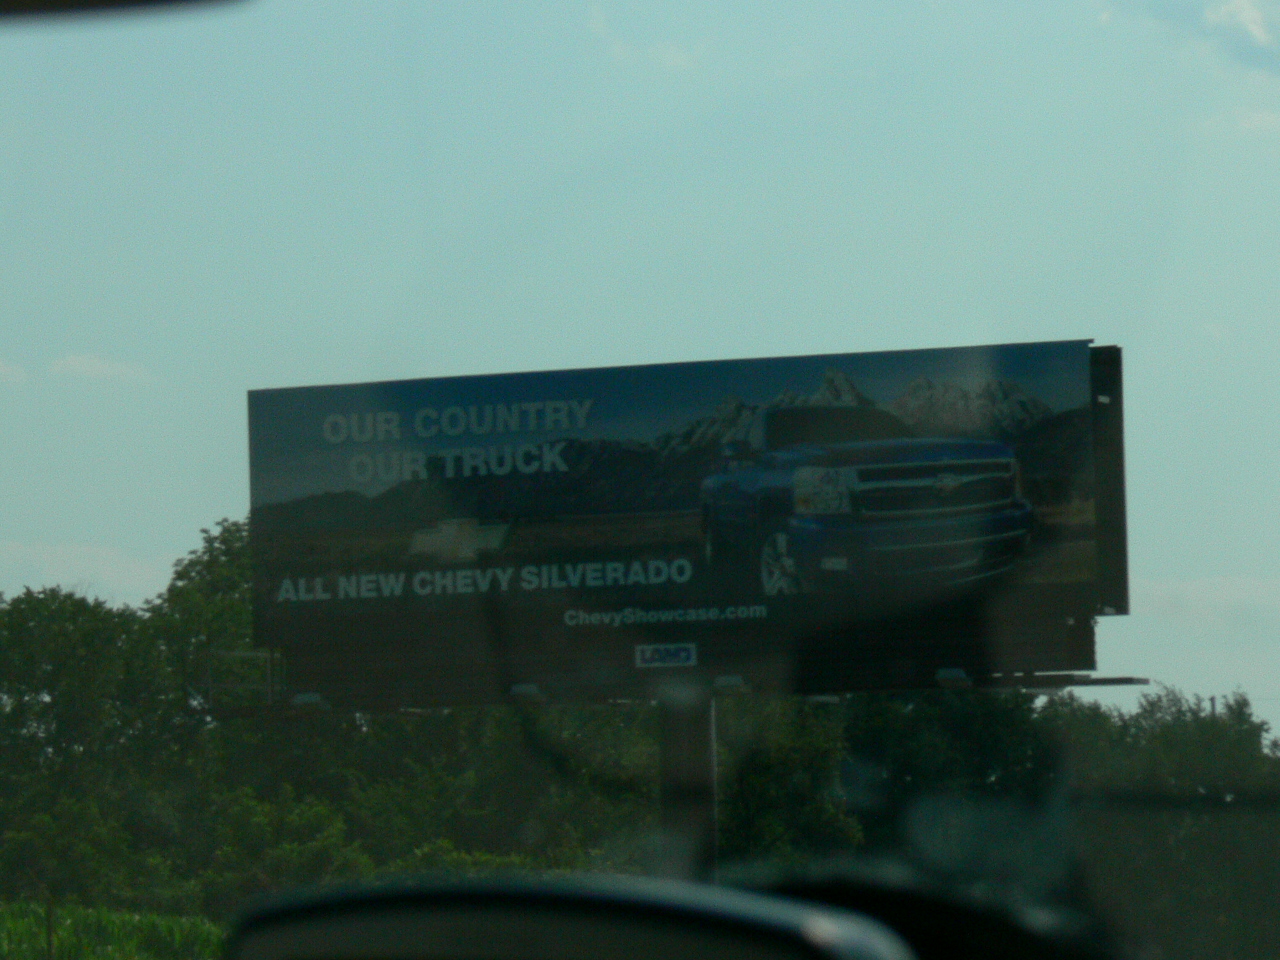 OUR COUNTRY
OUR TRUCK
ALL NEW CHEVY SILVERADO
ChevyShowcase.com